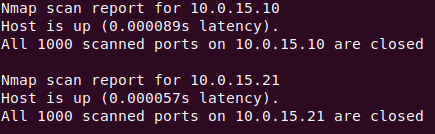 Nmap scan report for 10.0.15.10
Host is up (0.000089s latency).
All 1000 scanned ports on 10.0.15.10 are closed
Nmap scan report for 10.0.15.21
Host is up (0.000057s latency).
All 1000 scanned ports on 10.0.15.21 are closed